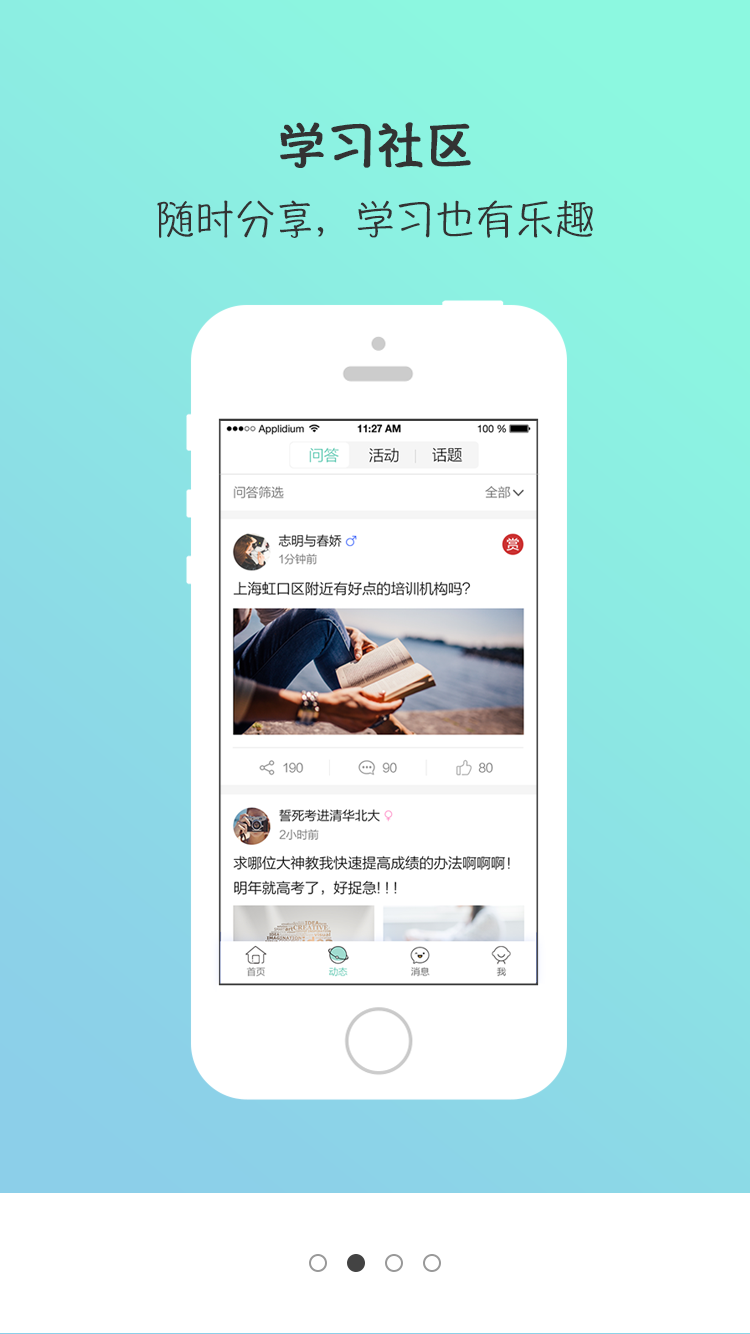 学习社区
随时分享，学习也有乐趣
Applidium 11:27 AM 100 %
问答 活动 话题
问答筛选 全部
志明与春娇
1分钟前
赏
上海虹口区附近有好点的培训机构吗?
190 90 80
誓死考进清华北大
2小时前
求哪位大神教我快速提高成绩的办法啊啊啊!
明年就高考了，好捉急!!!
IDEA
CREATIVE
IDEA
首页 动态 消息 我